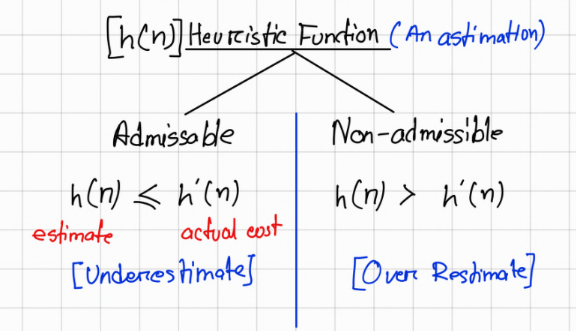 [h(n)] Heuristic Function (An astimation)
Admissable
Non-admissible
h(n) ≤ h'(n)
h(n) > h'(n)
estimate
actual cost
[Underestimate]
[Over Restimate]